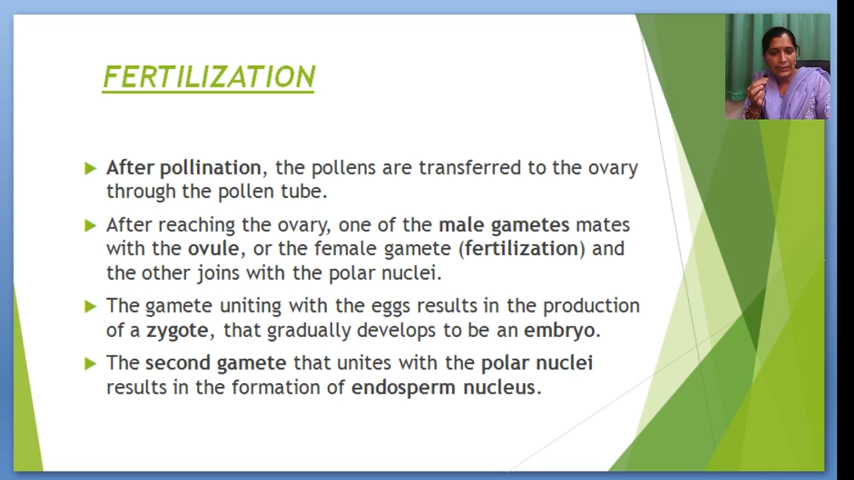 FERTILIZATION
After pollination, the pollens are transferred to the ovary
through the pollen tube.
After reaching the ovary, one of the male gametes mates
with the ovule, or the female gamete (fertilization) and
the other joins with the polar nuclei.
The gamete uniting with the eggs results in the production
of a zygote, that gradually develops to be an embryo.
The second gamete that unites with the polar nuclei
results in the formation of endosperm nucleus.